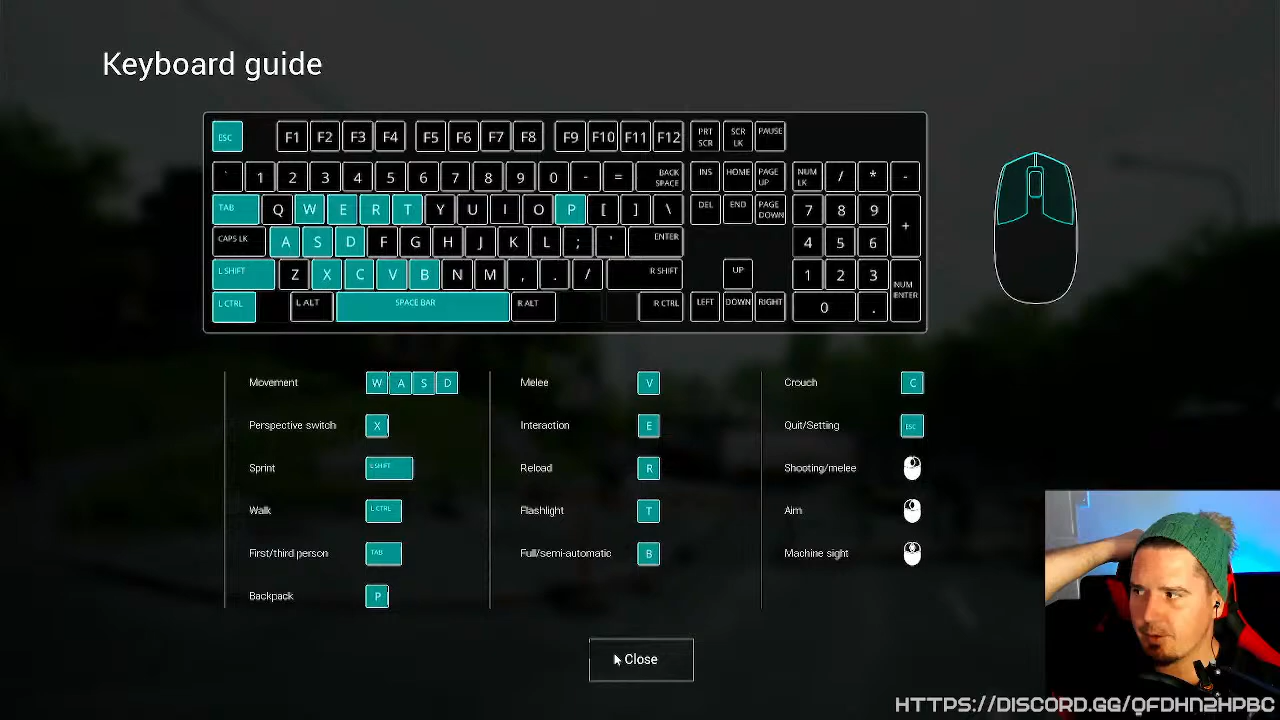 Keyboard guide
ESC F1 F2 F3 F4 F5 F6 F7 F8 F9 F10 F11 F12 PRT SCR SCR LK PAUSE
` 1 2 3 4 5 6 7 8 9 0 - = BACK SPACE INS HOME PAGE UP NUM LK / * -
TAB Q W E R T Y U I O P [ ] \ DEL END PAGE DOWN 7 8 9 +
CAPS LK A S D F G H J K L ; ' ENTER 4 5 6
L SHIFT Z X C V B N M , . / R SHIFT UP 1 2 3 NUM ENTER
L CTRL L ALT SPACE BAR R ALT R CTRL LEFT DOWN RIGHT 0 .
Movement W A S D
Perspective switch X
Sprint L SHIFT
Walk L CTRL
First/third person TAB
Backpack P
Melee V
Interaction E
Reload R
Flashlight T
Full/semi-automatic B
Crouch C
Quit/Setting ESC
Shooting/melee
Aim
Machine sight
Close
HTTPS://DISCORD.GG/QFDHN2HPBC